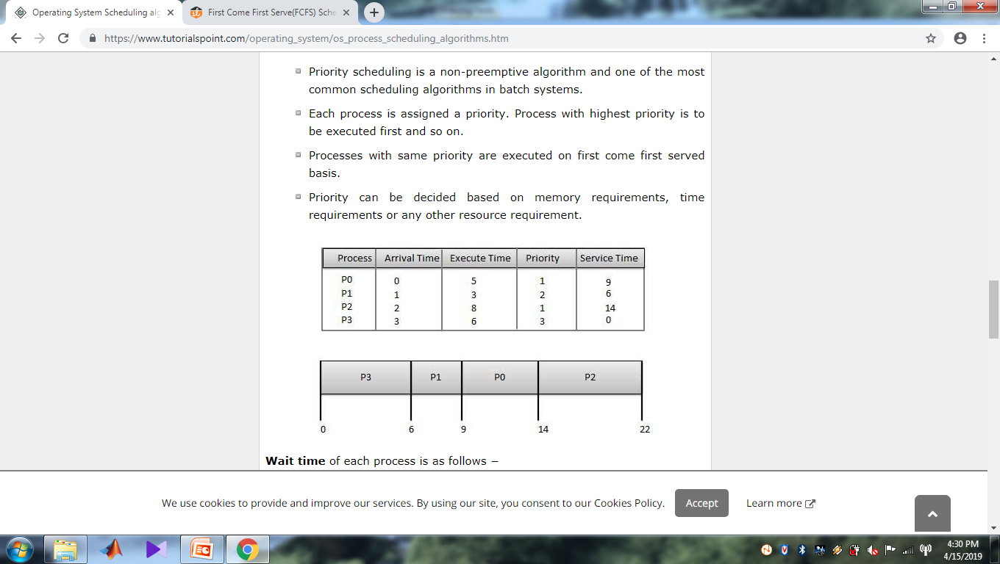 Operating System Scheduling alg
First Come First Serve(FCFS) Sche
https://www.tutorialspoint.com/operating_system/os_process_scheduling_algorithms.htm
Priority scheduling is a non-preemptive algorithm and one of the most
common scheduling algorithms in batch systems.
Each process is assigned a priority. Process with highest priority is to
be executed first and so on.
Processes with same priority are executed on first come first served
basis.
Priority can be decided based on memory requirements, time
requirements or any other resource requirement.
Process Arrival Time Execute Time Priority Service Time
P0 0 5 1 9
P1 1 3 2 6
P2 2 8 1 14
P3 3 6 3 0
P3 P1 P0 P2
0 6 9 14 22
Wait time of each process is as follows −
We use cookies to provide and improve our services. By using our site, you consent to our Cookies Policy. Accept Learn more
4:30 PM
4/15/2019